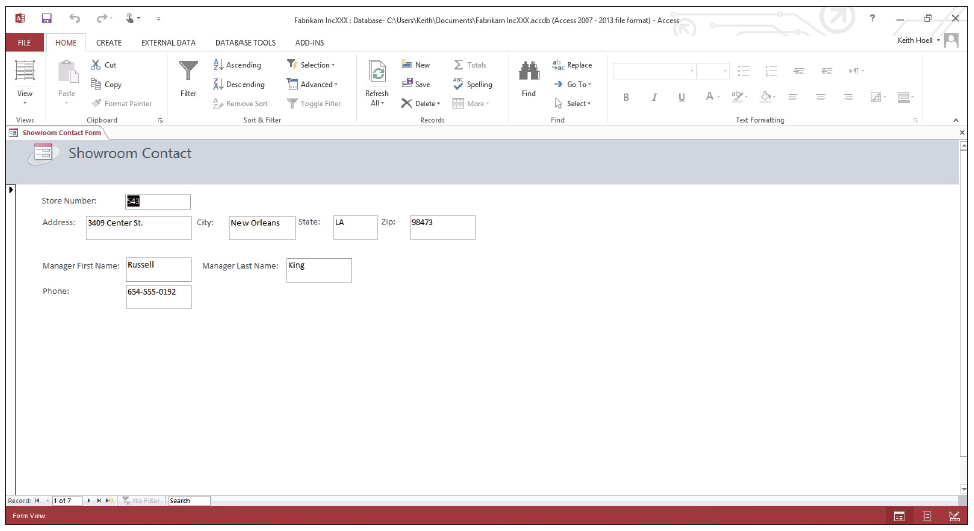 Fabrikam IncXXX : Database- C:\Users\Keith\Documents\Fabrikam IncXXX.accdb (Access 2007 - 2013 file format) - Access
FILE HOME CREATE EXTERNAL DATA DATABASE TOOLS ADD-INS Keith Hoell
View
Paste
Cut
Copy
Format Painter
Filter
Ascending
Descending
Remove Sort
Selection
Advanced
Toggle Filter
Refresh
All
New
Save
Delete
Totals
Spelling
More
Find
Replace
Go To
Select
B I U A
Views Clipboard Sort & Filter Records Find Text Formatting
Showroom Contact Form
Showroom Contact
Store Number: 543
Address: 3409 Center St. City: New Orleans State: LA Zip: 98473
Manager First Name: Russell Manager Last Name: King
Phone: 654-555-0192
Record: 1 of 7 No Filter Search
Form View